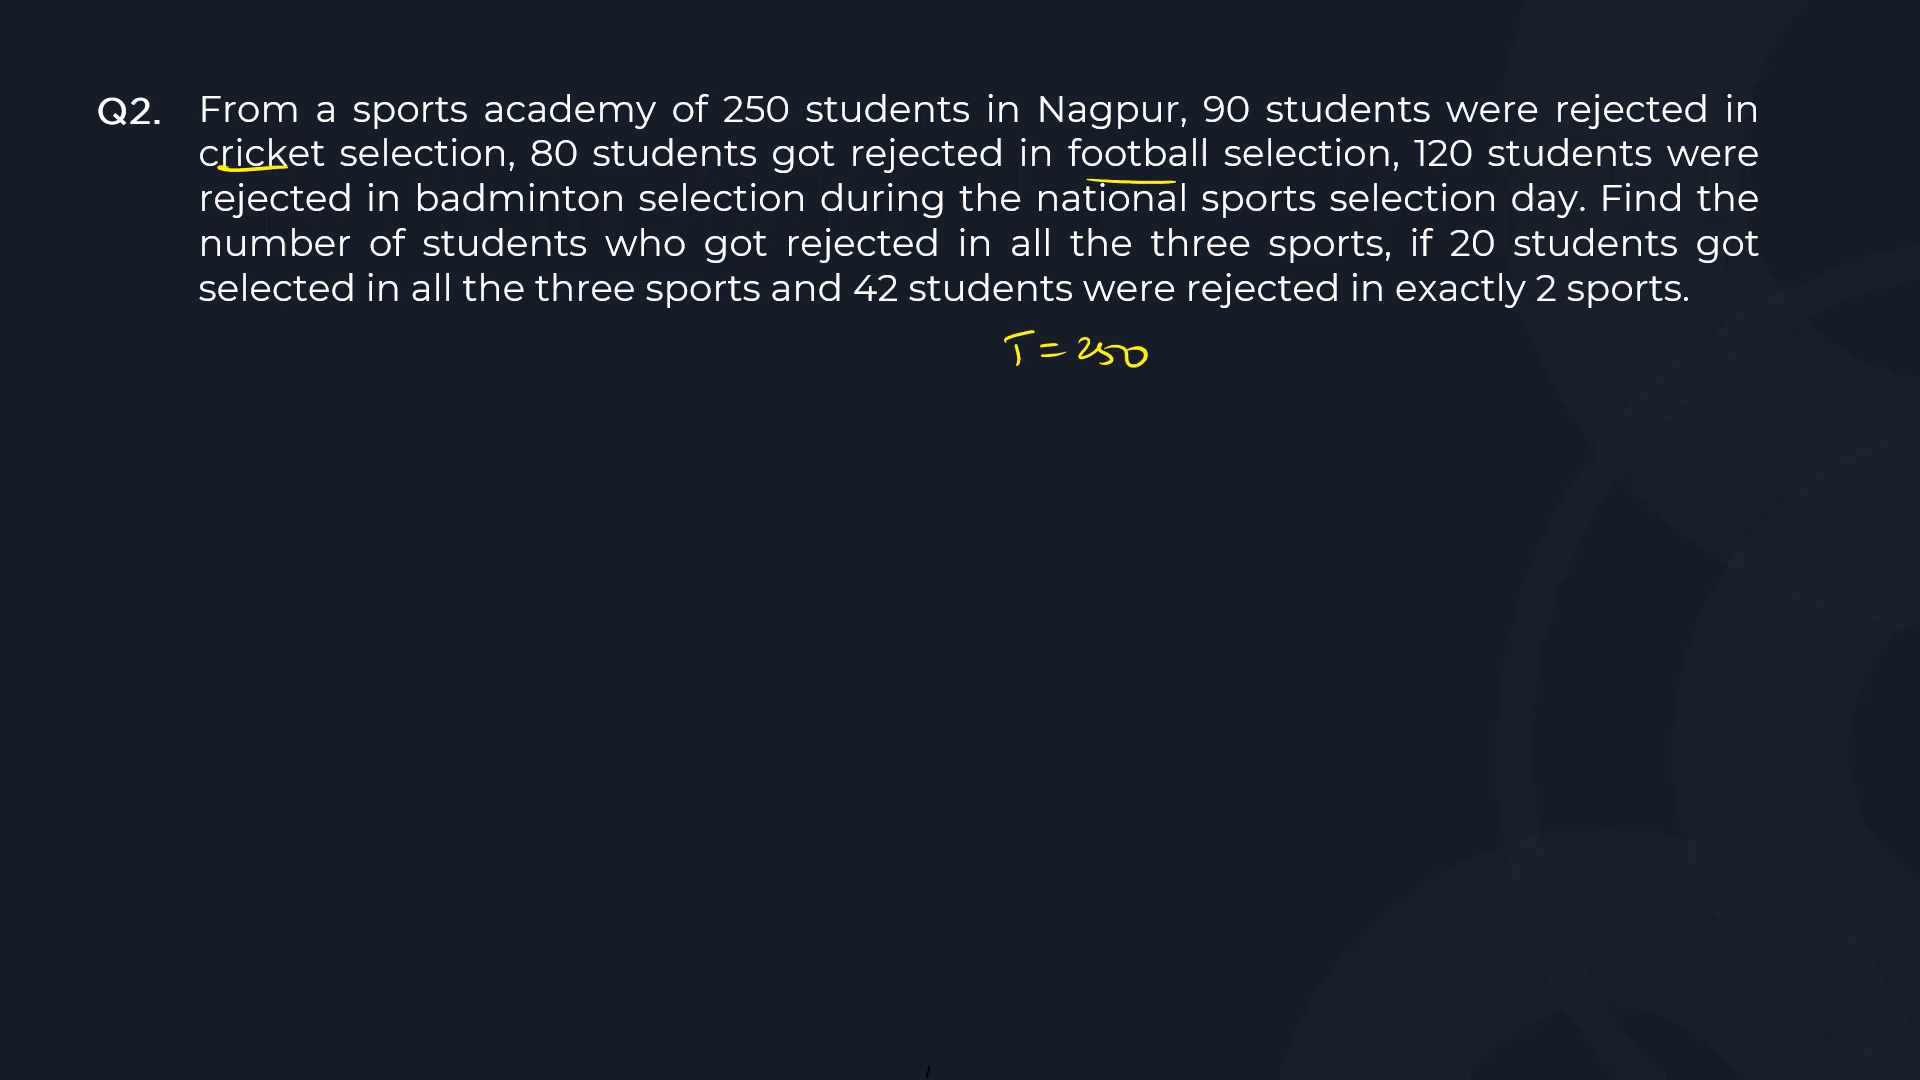 Q2. From a sports academy of 250 students in Nagpur, 90 students were rejected in
cricket selection, 80 students got rejected in football selection, 120 students were
rejected in badminton selection during the national sports selection day. Find the
number of students who got rejected in all the three sports, if 20 students got
selected in all the three sports and 42 students were rejected in exactly 2 sports.
T = 250